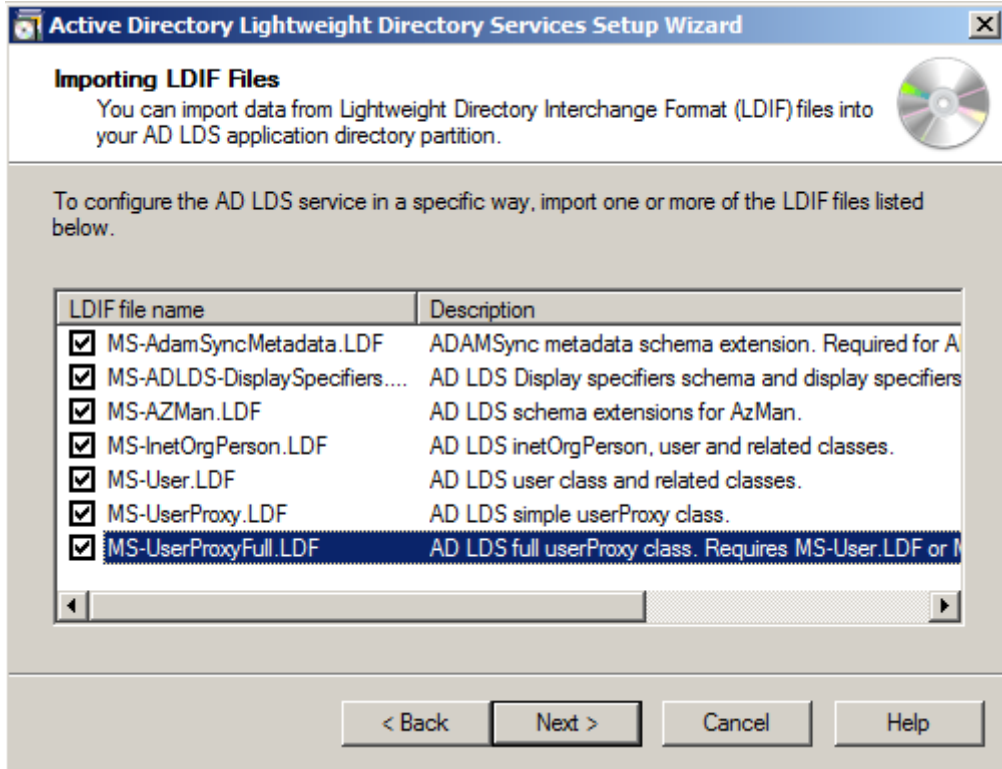 Active Directory Lightweight Directory Services Setup Wizard
Importing LDIF Files
You can import data from Lightweight Directory Interchange Format (LDIF) files into
your AD LDS application directory partition.
To configure the AD LDS service in a specific way, import one or more of the LDIF files listed
below.
LDIF file name Description
MS-AdamSyncMetadata.LDF ADAMSync metadata schema extension. Required for
MS-ADLDS-DisplaySpecifiers.... AD LDS Display specifiers schema and display specifiers
MS-AZMan.LDF AD LDS schema extensions for AzMan.
MS-InetOrgPerson.LDF AD LDS inetOrgPerson, user and related classes.
MS-User.LDF AD LDS user class and related classes.
MS-UserProxy.LDF AD LDS simple userProxy class.
MS-UserProxyFull.LDF AD LDS full userProxy class. Requires MS-User.LDF or
< Back Next > Cancel Help